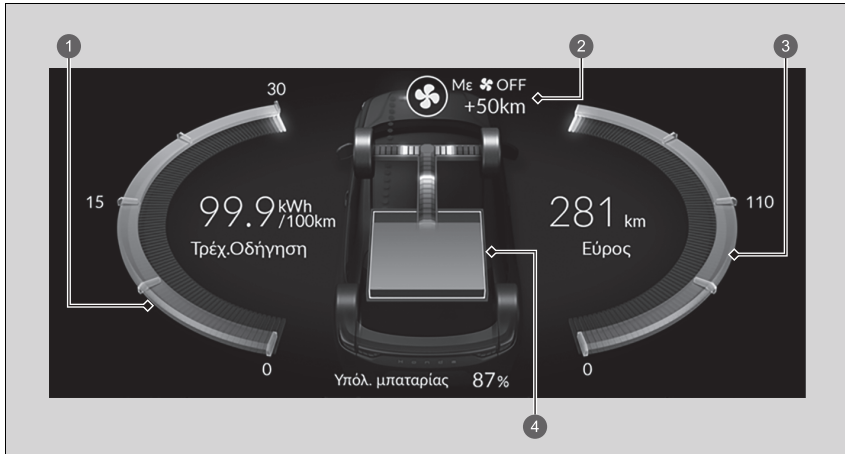 1
2
3
30
Με OFF
+50km
15
99.9 kWh/100km
Τρέχ.Οδήγηση
281 km
Εύρος
110
0
0
HONDA
Υπόλ. μπαταρίας 87%
4